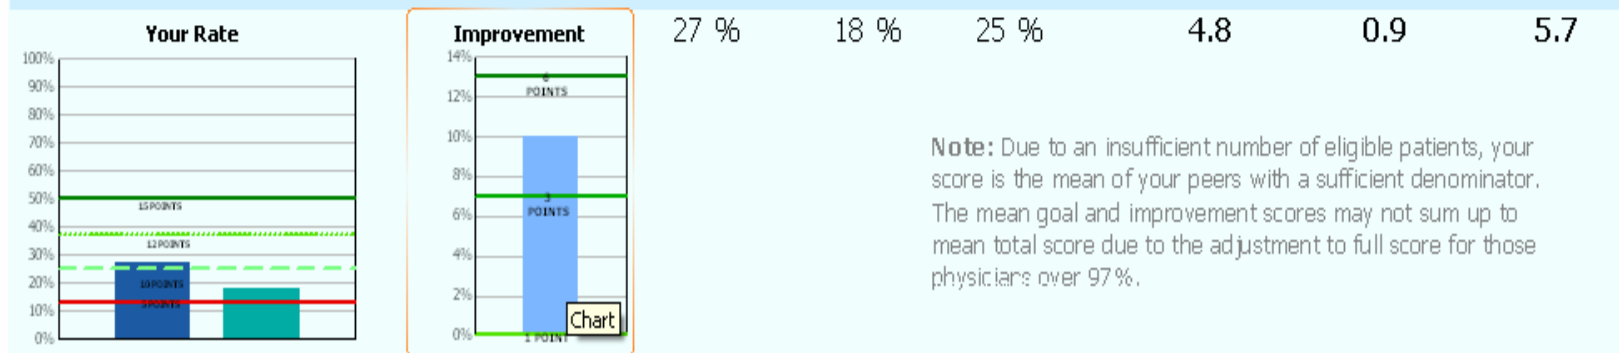 Your Rate
100%
90%
80%
70%
60%
50%
40%
30%
20%
10%
0%
15 POINTS
12 POINTS
10 POINTS
5 POINTS
Improvement
14%
12%
10%
8%
6%
4%
2%
0%
6
POINTS
3
POINTS
1 POINT
Chart
27 % 18 % 25 % 4.8 0.9 5.7
Note: Due to an insufficient number of eligible patients, your
score is the mean of your peers with a sufficient denominator.
The mean goal and improvement scores may not sum up to
mean total score due to the adjustment to full score for those
physicians over 97%.